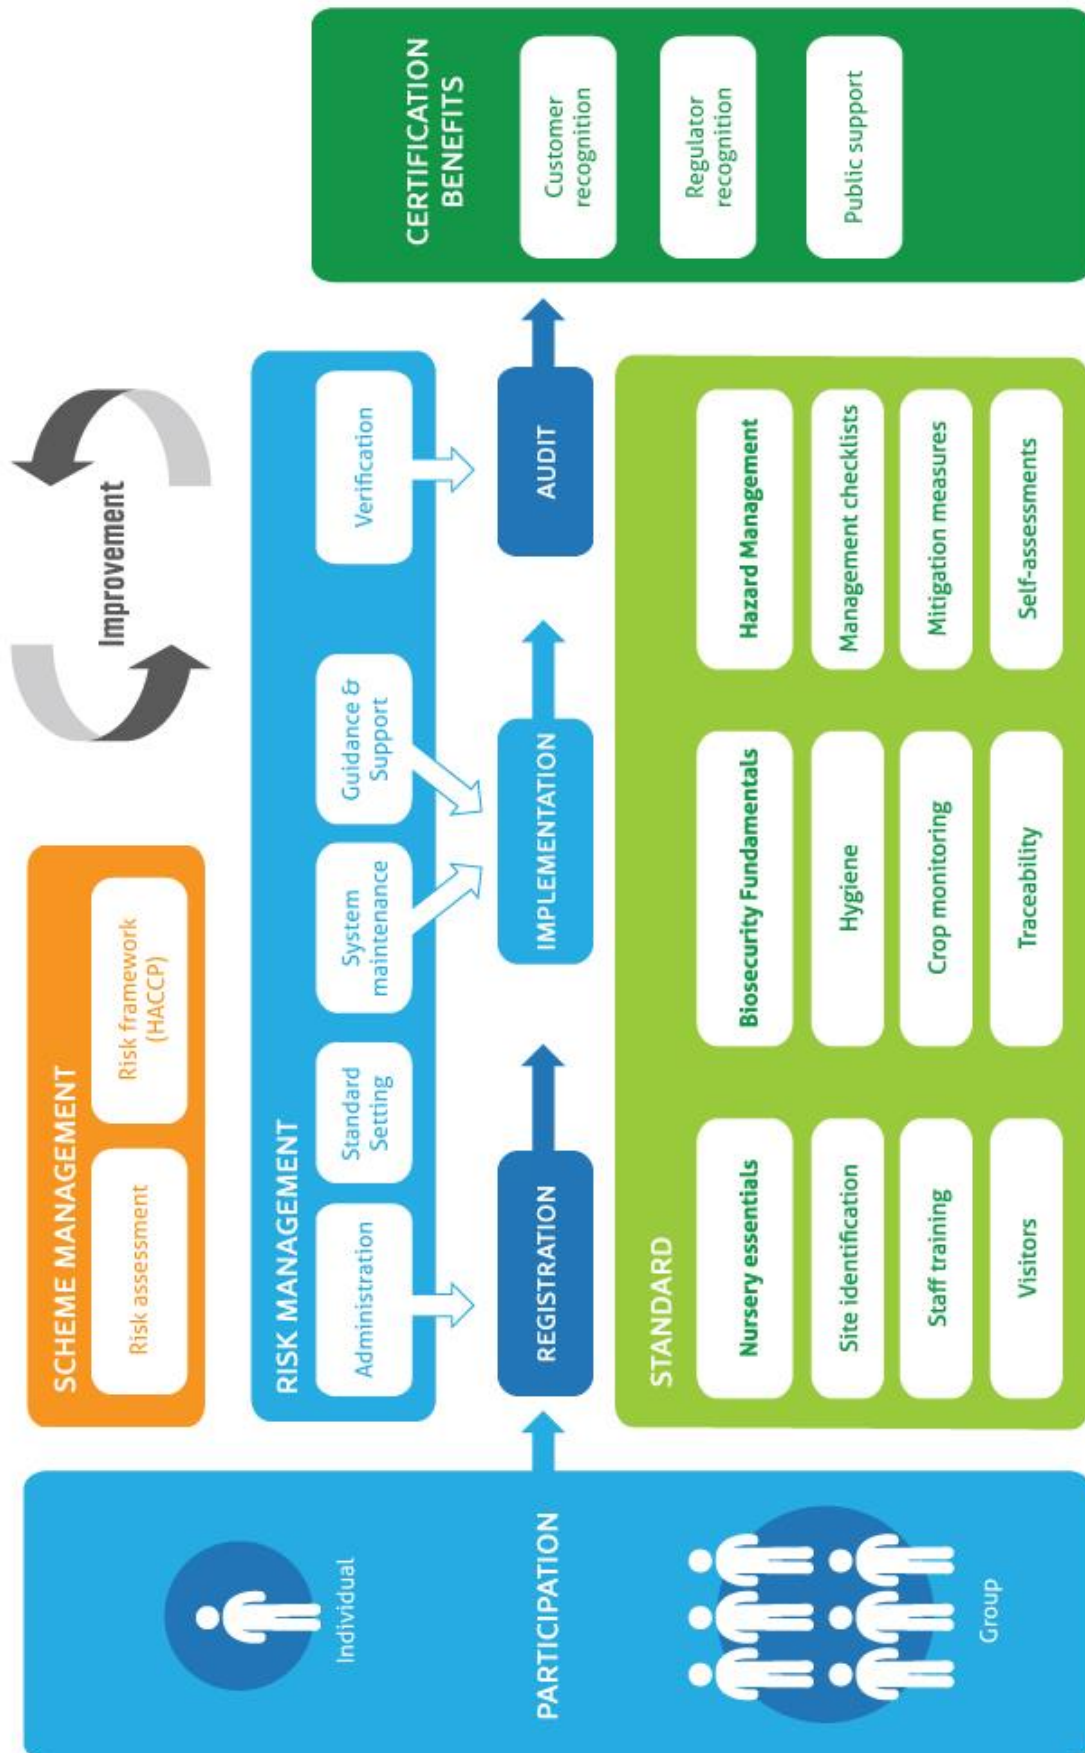 Individual
PARTICIPATION
Group
SCHEME MANAGEMENT
Risk assessment
Risk framework
(HACCP)
Improvement
RISK MANAGEMENT
Administration
Standard
Setting
System
maintenance
Guidance &
Support
Verification
REGISTRATION
IMPLEMENTATION
AUDIT
STANDARD
Nursery essentials
Site identification
Staff training
Visitors
Biosecurity Fundamentals
Hygiene
Crop monitoring
Traceability
Hazard Management
Management checklists
Mitigation measures
Self-assessments
CERTIFICATION
BENEFITS
Customer
recognition
Regulator
recognition
Public support